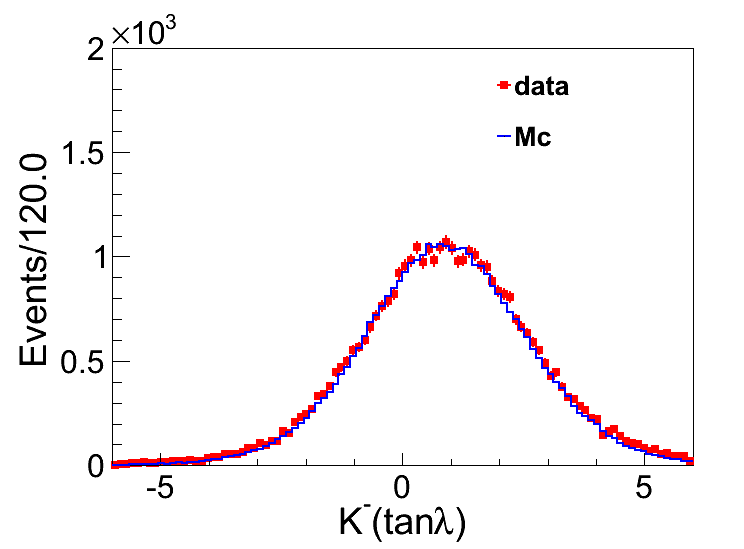 ×10³
2
data
1.5
Mc
1
0.5
0
-5 0 5
Events/120.0
K⁻(tanλ)